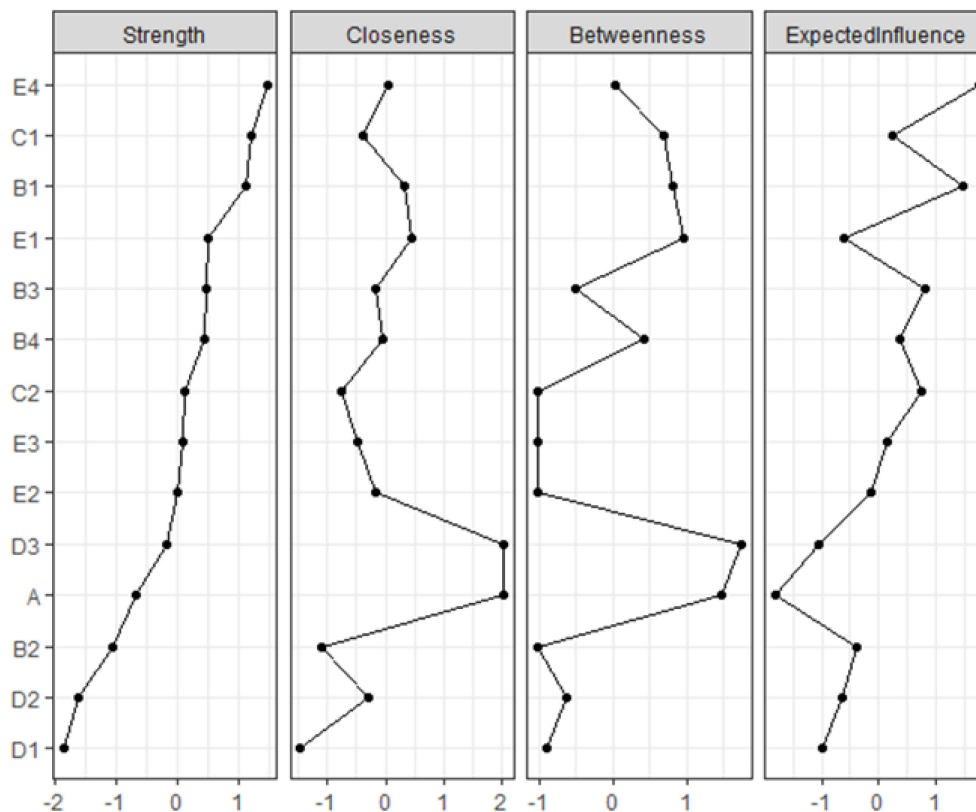 Strength Closeness Betweenness ExpectedInfluence
E4
C1
B1
E1
B3
B4
C2
E3
E2
D3
A
B2
D2
D1
-2 -1 0 1 -1 0 1 2 -1 0 1 -1 0 1